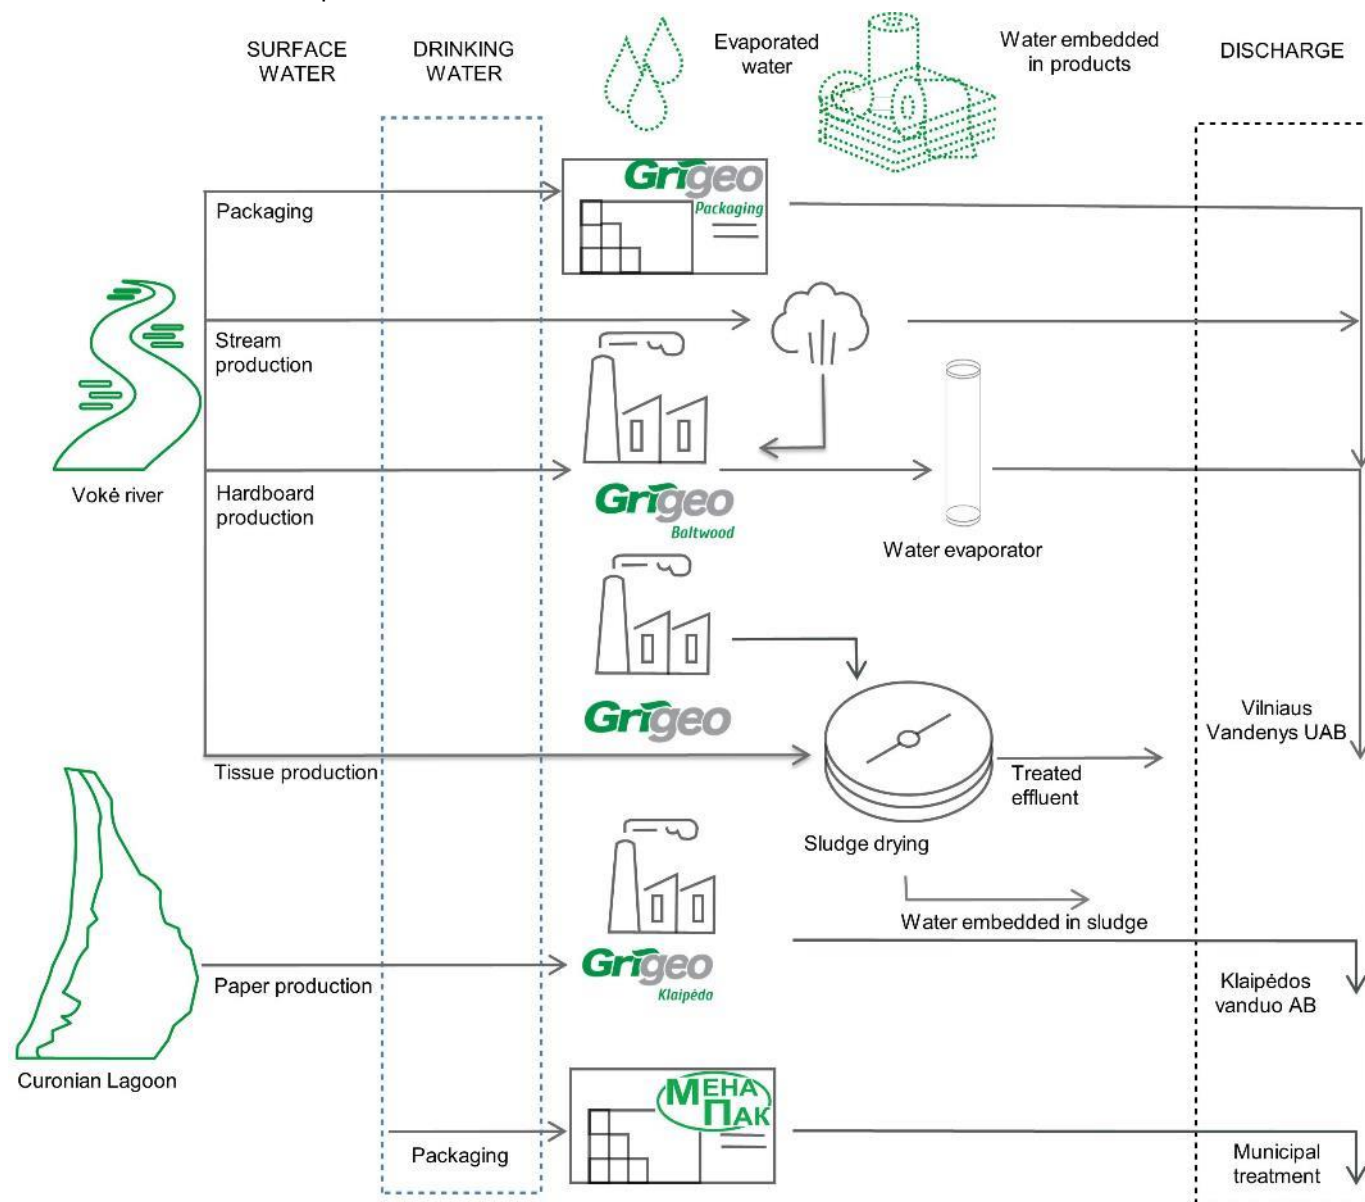 SURFACE
WATER
DRINKING
WATER
Evaporated
water
Water embedded
in products
DISCHARGE
Grigeo
Packaging
Packaging
Stream
production
Vokė river
Hardboard
production
Grigeo
Baltwood
Water evaporator
Grigeo
Vilniaus
Vandenys UAB
Tissue production
Treated
effluent
Sludge drying
Water embedded in sludge
Paper production
Grigeo
Klaipėda
Klaipėdos
vanduo AB
Curonian Lagoon
МЕНА
ПАК
Packaging
Municipal
treatment